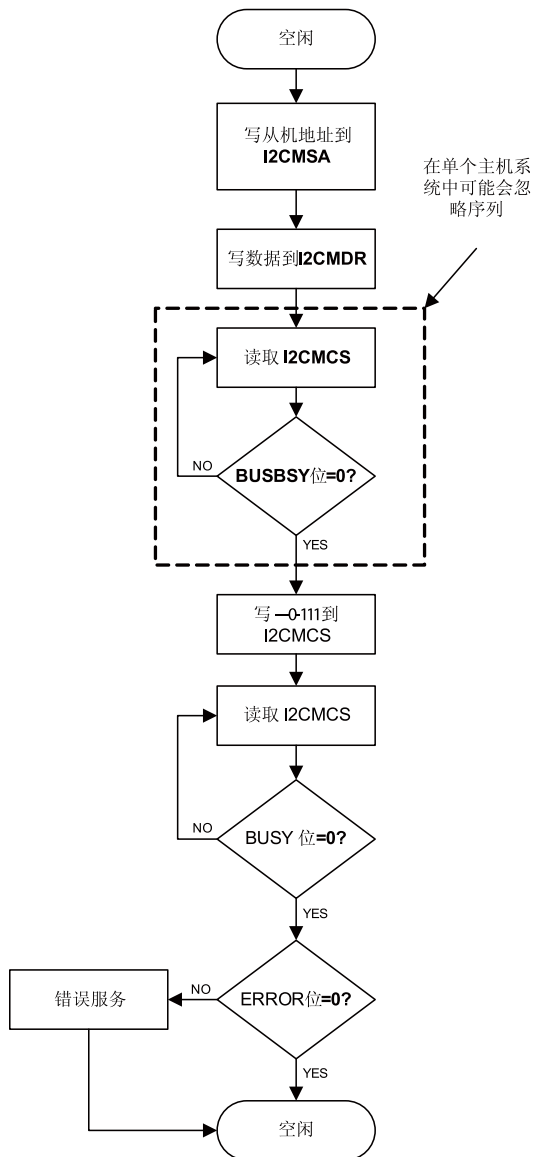 空闲
写从机地址到
I2CMSA
在单个主机系
统中可能会忽
略序列
写数据到I2CMDR
读取 I2CMCS
NO
BUSBSY位=0?
YES
写 ---0-111到
I2CMCS
读取 I2CMCS
NO
BUSY 位=0?
YES
错误服务
NO
ERROR位=0?
YES
空闲